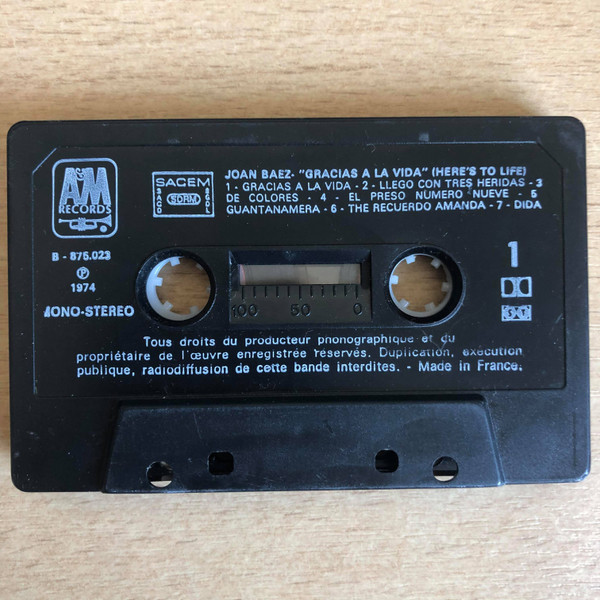 A&M
RECORDS
SACEM
SACD SDRM SGDL
JOAN BAEZ- "GRACIAS A LA VIDA" (HERE'S TO LIFE)
1 - GRACIAS A LA VIDA - 2 - LLEGO CON TRES HERIDAS - 3
DE COLORES - 4 - EL PRESO NUMERO NUEVE - 5
GUANTANAMERA - 6 - THE RECUERDO AMANDA - 7 - DIDA
B - 875.023
℗
1974
MONO-STEREO
100 50 0
1
Tous droits du producteur phonographique et du
propriétaire de l'œuvre enregistrée réservés. Duplication, exécution
publique, radiodiffusion de cette bande interdites. - Made in France.